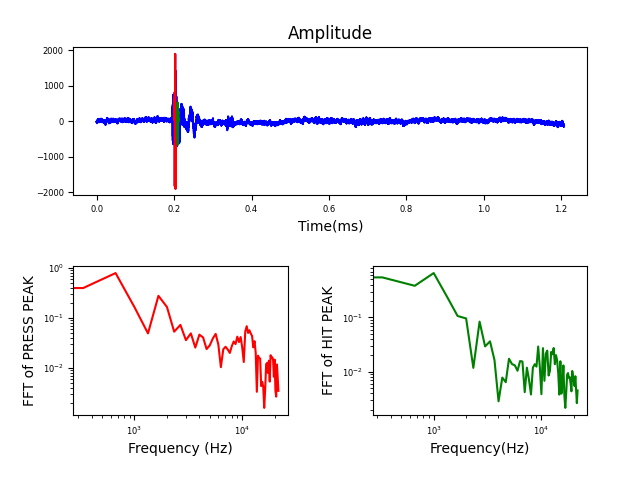 Amplitude
2000
1000
0
−1000
−2000
0.0 0.2 0.4 0.6 0.8 1.0 1.2
Time(ms)
FFT of PRESS PEAK
10⁰
10⁻¹
10⁻²
10³ 10⁴
Frequency (Hz)
FFT of HIT PEAK
10⁻¹
10⁻²
10³ 10⁴
Frequency(Hz)